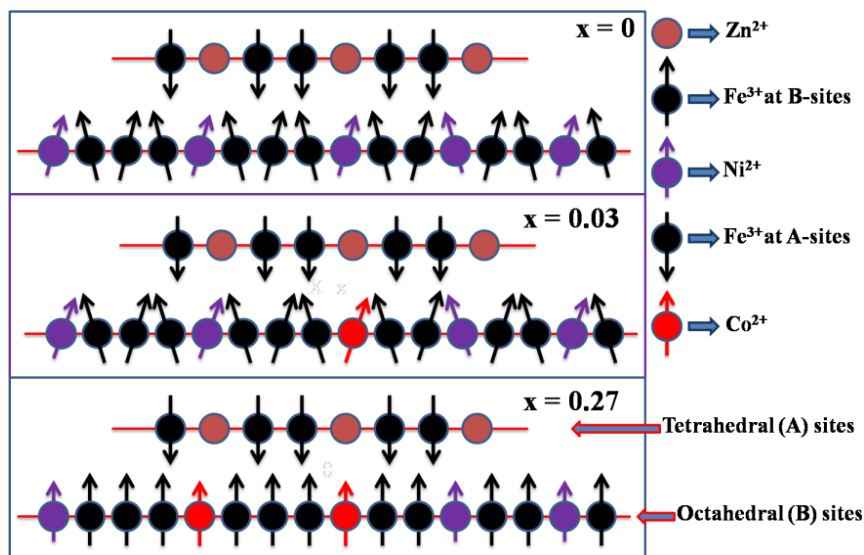 x = 0
Zn²⁺
Fe³⁺ at B-sites
Ni²⁺
x = 0.03
Fe³⁺ at A-sites
X x
Co²⁺
x = 0.27
Tetrahedral (A) sites
Octahedral (B) sites